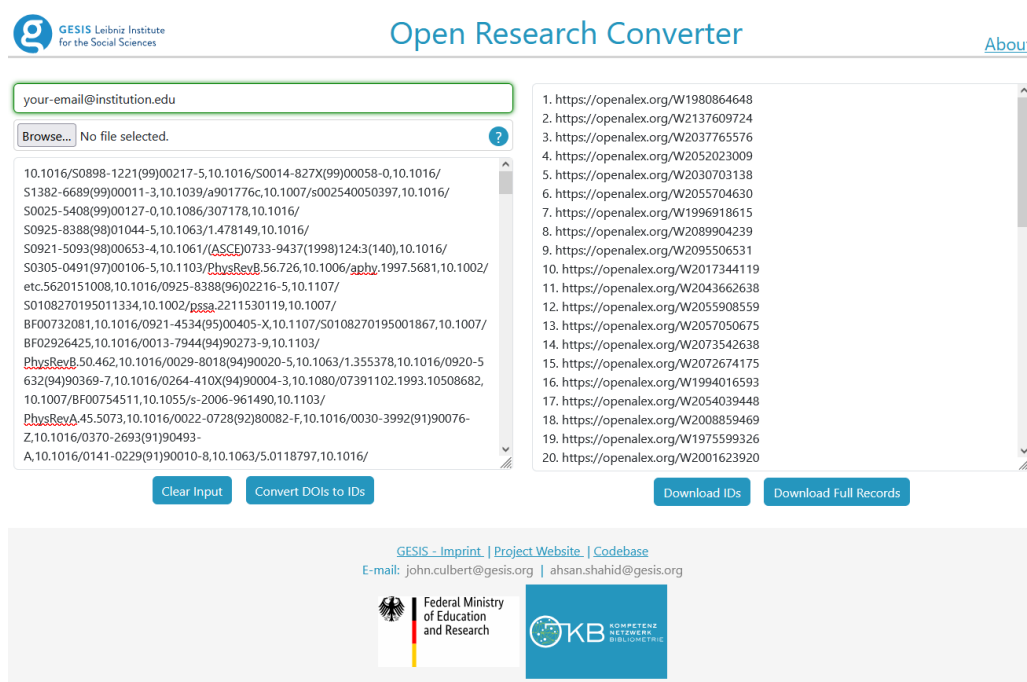 GESIS Leibniz Institute
for the Social Sciences
Open Research Converter
About
your-email@institution.edu
Browse... No file selected.
?
10.1016/S0898-1221(99)00217-5,10.1016/S0014-827X(99)00058-0,10.1016/
S1382-6689(99)00011-3,10.1039/a901776c,10.1007/s002540050397,10.1016/
S0025-5408(99)00127-0,10.1086/307178,10.1016/
S0925-8388(98)01044-5,10.1063/1.478149,10.1016/
S0921-5093(98)00653-4,10.1061/(ASCE)0733-9437(1998)124:3(140),10.1016/
S0305-0491(97)00106-5,10.1103/PhysRevB.56.726,10.1006/aphy.1997.5681,10.1002/
etc.5620151008,10.1016/0925-8388(96)02216-5,10.1107/
S0108270195011334,10.1002/pssa.2211530119,10.1007/
BF00732081,10.1016/0921-4534(95)00405-X,10.1107/S0108270195001867,10.1007/
BF02926425,10.1016/0013-7944(94)90273-9,10.1103/
PhysRevB.50.462,10.1016/0029-8018(94)90020-5,10.1063/1.355378,10.1016/0920-5
632(94)90369-7,10.1016/0264-410X(94)90004-3,10.1080/07391102.1993.10508682,
10.1007/BF00754511,10.1055/s-2006-961490,10.1103/
PhysRevA.45.5073,10.1016/0022-0728(92)80082-F,10.1016/0030-3992(91)90076-
Z,10.1016/0370-2693(91)90493-
A,10.1016/0141-0229(91)90010-8,10.1063/5.0118797,10.1016/
Clear Input
Convert DOIs to IDs
1. https://openalex.org/W1980864648
2. https://openalex.org/W2137609724
3. https://openalex.org/W2037765576
4. https://openalex.org/W2052023009
5. https://openalex.org/W2030703138
6. https://openalex.org/W2055704630
7. https://openalex.org/W1996918615
8. https://openalex.org/W2089904239
9. https://openalex.org/W2095506531
10. https://openalex.org/W2017344119
11. https://openalex.org/W2043662638
12. https://openalex.org/W2055908559
13. https://openalex.org/W2057050675
14. https://openalex.org/W2073542638
15. https://openalex.org/W2072674175
16. https://openalex.org/W1994016593
17. https://openalex.org/W2054039448
18. https://openalex.org/W2008859469
19. https://openalex.org/W1975599326
20. https://openalex.org/W2001623920
Download IDs
Download Full Records
GESIS - Imprint | Project Website | Codebase
E-mail: john.culbert@gesis.org | ahsan.shahid@gesis.org
Federal Ministry
of Education
and Research
KB
KOMPETENZ
NETZWERK
BIBLIOMETRIE